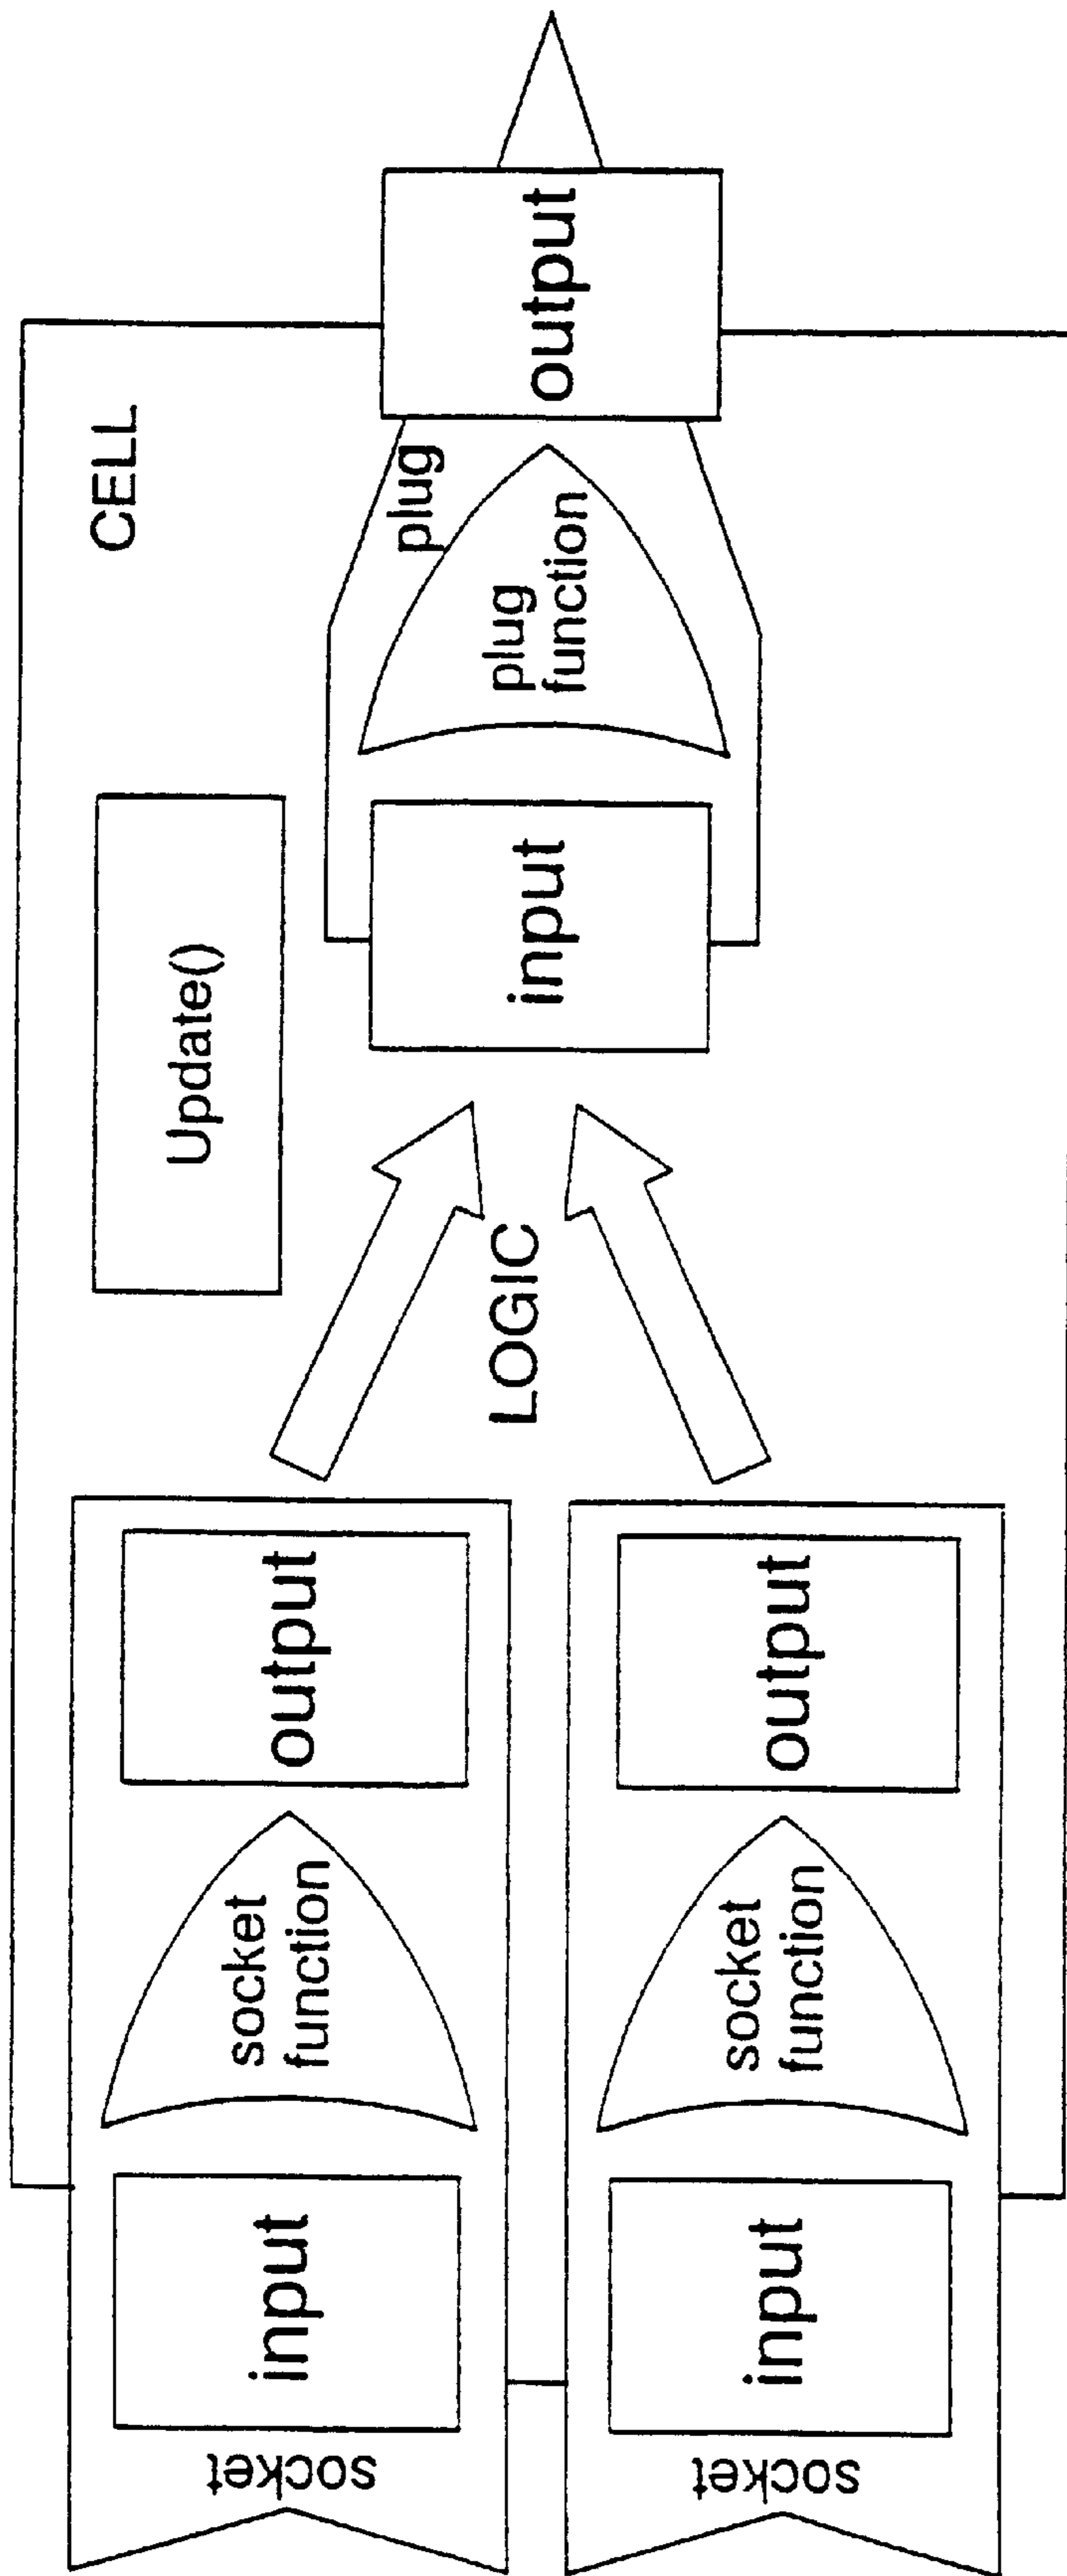 CELL
Update()
socket
input
socket
function
output
LOGIC
input
plug
function
plug
output
socket
input
socket
function
output